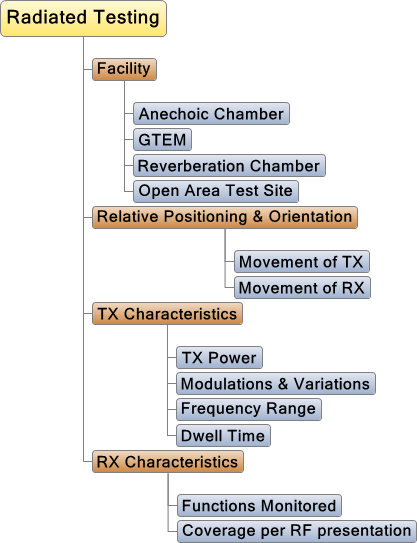 Radiated Testing
Facility
Anechoic Chamber
GTEM
Reverberation Chamber
Open Area Test Site
Relative Positioning & Orientation
Movement of TX
Movement of RX
TX Characteristics
TX Power
Modulations & Variations
Frequency Range
Dwell Time
RX Characteristics
Functions Monitored
Coverage per RF presentation